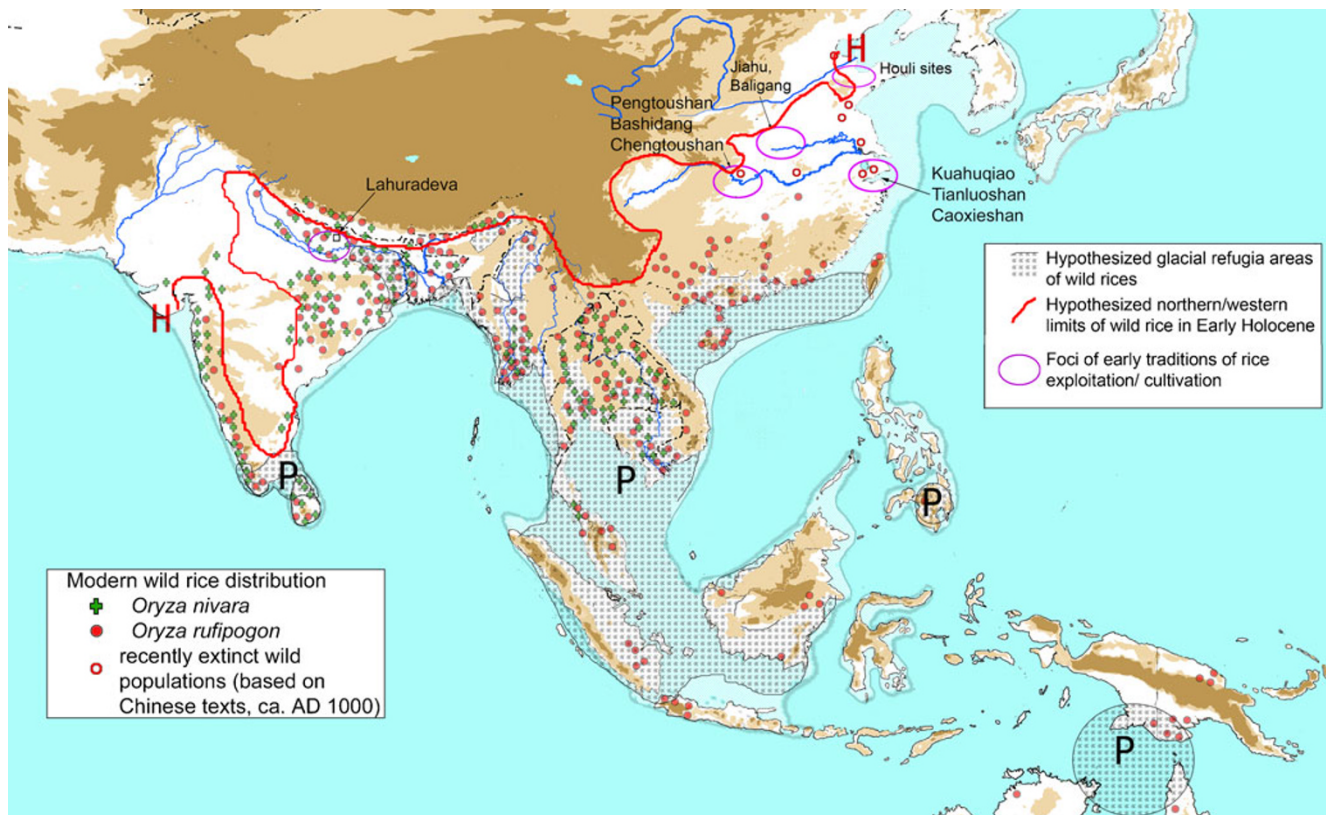 H
Houli sites
Jiahu,
Baligang
Pengtoushan
Bashidang
Chengtoushan
Kuahuqiao
Tianluoshan
Caoxieshan
Lahuradeva
H
Hypothesized glacial refugia areas
of wild rices
Hypothesized northern/western
limits of wild rice in Early Holocene
Foci of early traditions of rice
exploitation/ cultivation
P
P
P
P
Modern wild rice distribution
Oryza nivara
Oryza rufipogon
recently extinct wild
populations (based on
Chinese texts, ca. AD 1000)